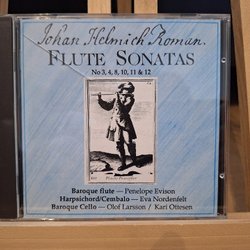 Johan Helmich Roman.
FLUTE SONATAS
No 3, 4, 8, 10, 11 & 12
Baroque flute — Penelope Evison
Harpsichord/Cembalo — Eva Nordenfelt
Baroque Cello — Olof Larsson / Kari Ottesen